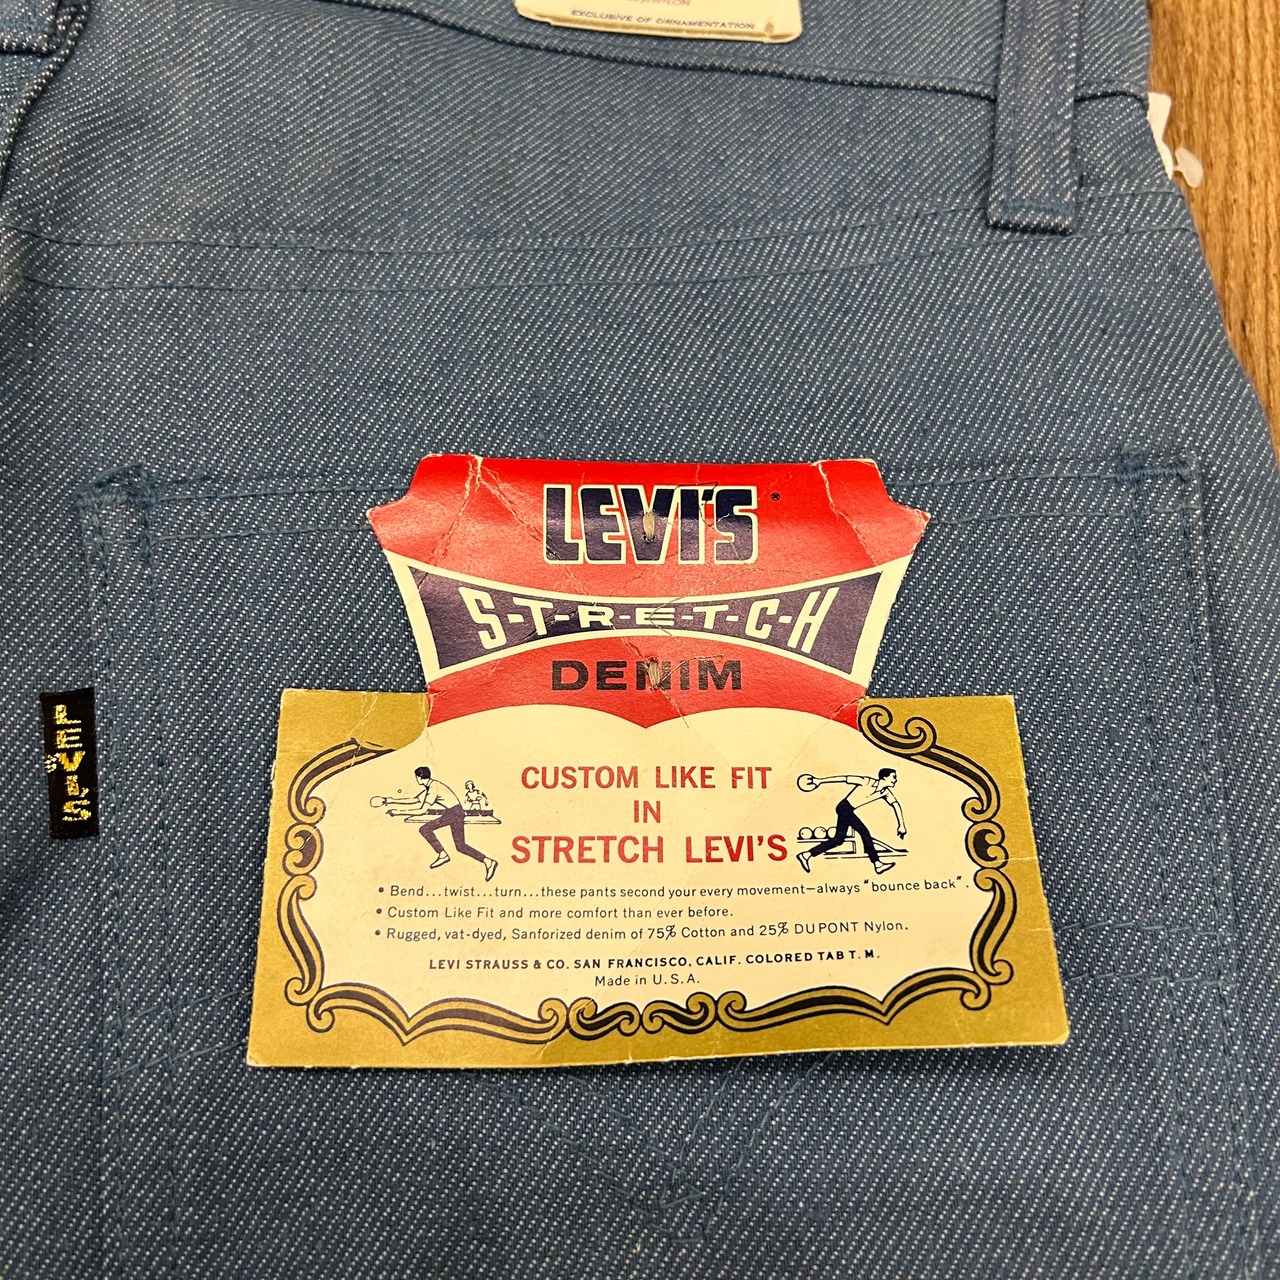 EXCLUSIVE OF ORNAMENTATION
LEVI'S ®
S-T-R-E-T-C-H
DENIM
LEVI'S
CUSTOM LIKE FIT
IN
STRETCH LEVI'S
• Bend...twist...turn...these pants second your every movement—always "bounce back".
• Custom Like Fit and more comfort than ever before.
• Rugged, vat-dyed, Sanforized denim of 75% Cotton and 25% DU PONT Nylon.
LEVI STRAUSS & CO. SAN FRANCISCO, CALIF. COLORED TAB T. M.
Made in U. S. A.